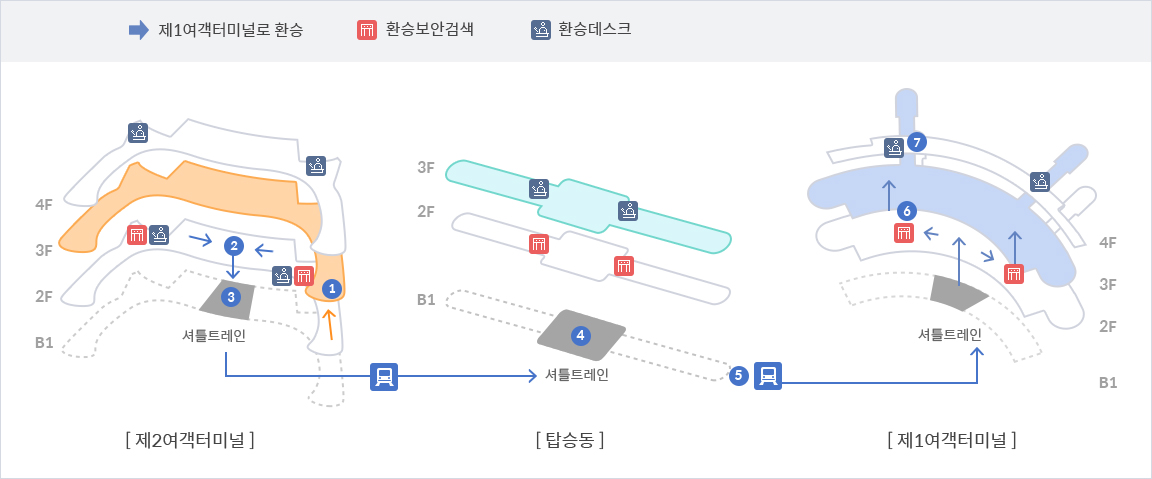 제1여객터미널로 환승
환승보안검색
환승데스크
4F
3F
2F
B1
1
2
3
셔틀트레인
[ 제2여객터미널 ]
3F
2F
B1
4
셔틀트레인
5
[ 탑승동 ]
7
6
4F
3F
2F
B1
셔틀트레인
[ 제1여객터미널 ]